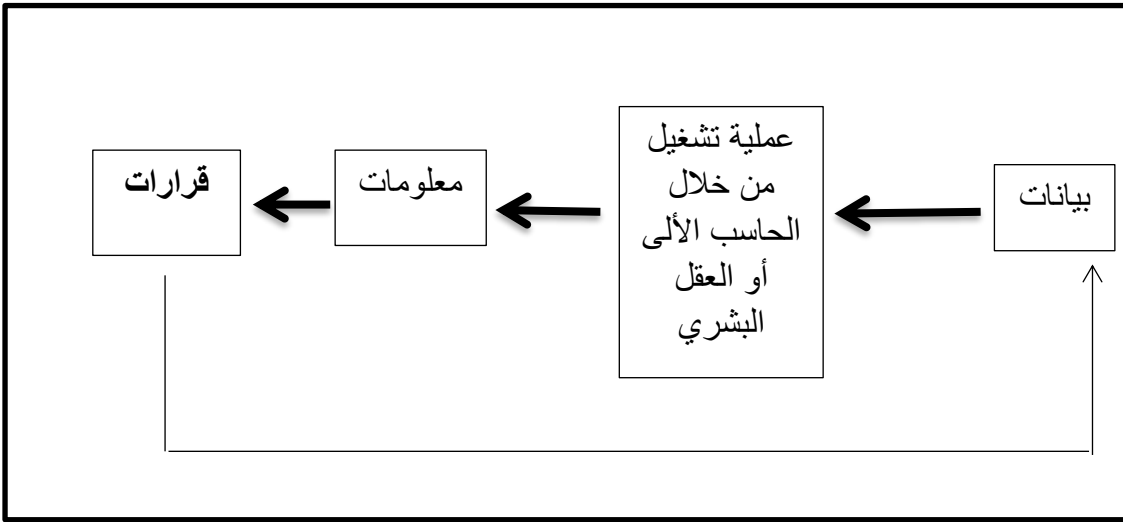 بيانات
عملية تشغيل
من خلال
الحاسب الألى
أو العقل
البشري
معلومات
قرارات